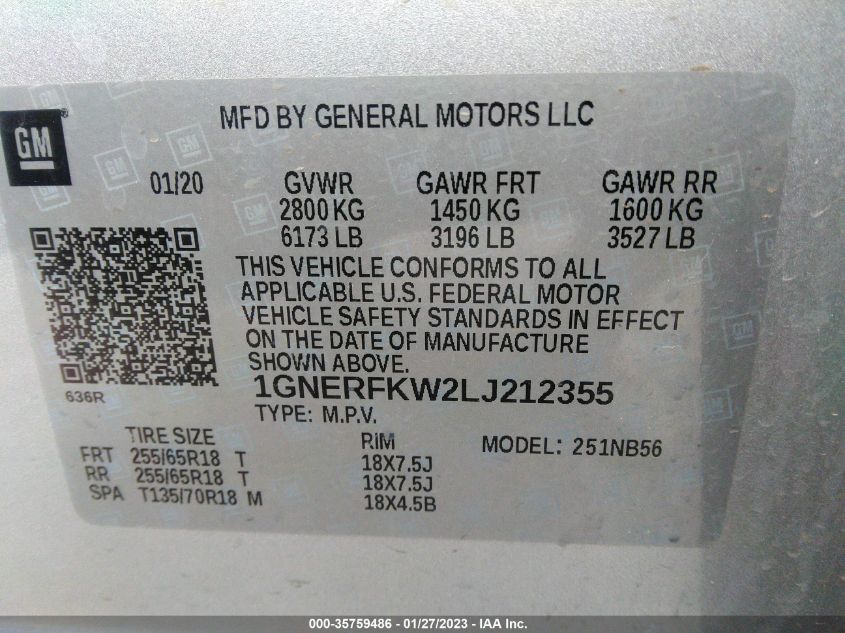 MFD BY GENERAL MOTORS LLC
GM
®
01/20 GVWR GAWR FRT GAWR RR
2800 KG 1450 KG 1600 KG
6173 LB 3196 LB 3527 LB
THIS VEHICLE CONFORMS TO ALL
APPLICABLE U.S. FEDERAL MOTOR
VEHICLE SAFETY STANDARDS IN EFFECT
ON THE DATE OF MANUFACTURE
SHOWN ABOVE.
636R
1GNERFKW2LJ212355
TYPE: M.P.V.
TIRE SIZE RIM MODEL: 251NB56
FRT 255/65R18 T 18X7.5J
RR 255/65R18 T 18X7.5J
SPA T135/70R18 M 18X4.5B
000-35759486 — 01/27/2023 - IAA Inc.